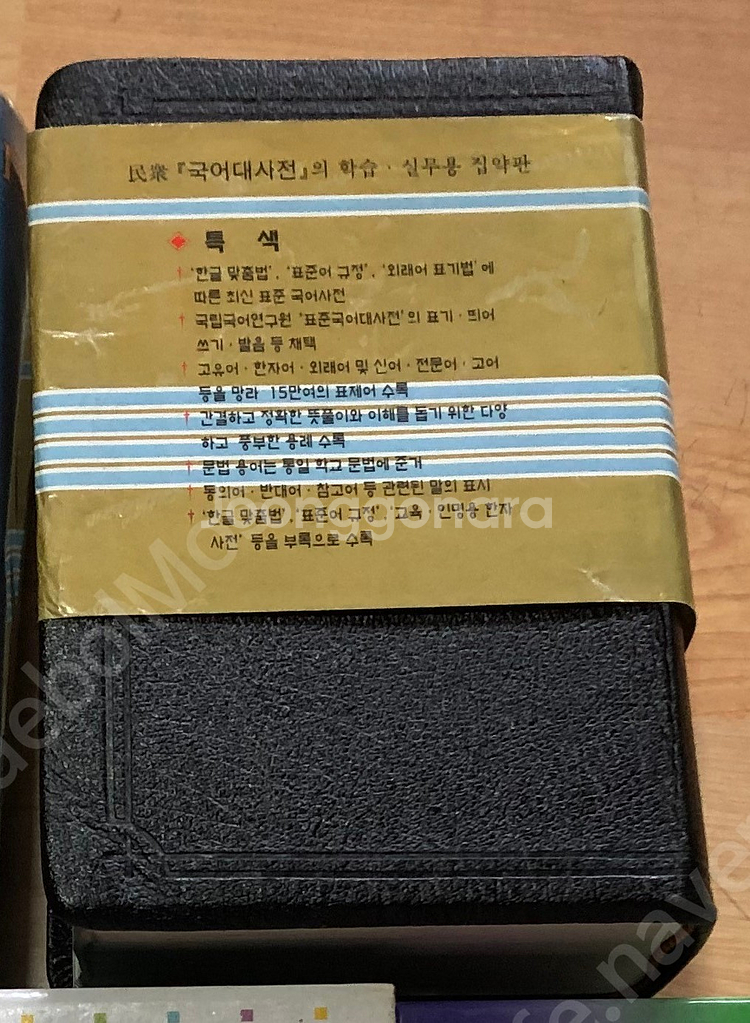 民衆 『국어대사전』의 학습 · 실무용 집약판
특 색
† '한글 맞춤법', '표준어 규정', '외래어 표기법'에
따른 최신 표준 국어사전
† 국립국어연구원 '표준국어대사전'의 표기 · 띄어
쓰기 · 발음 등 채택
† 고유어 · 한자어 · 외래어 및 신어 · 전문어 · 고어
등을 망라 15만여의 표제어 수록
† 간결하고 정확한 뜻풀이와 이해를 돕기 위한 다양
하고 풍부한 용례 수록
† 문법 용어는 통일 학교 문법에 준거
† 동의어 · 반대어 · 참고어 등 관련된 말의 표시
† '한글 맞춤법', '표준어 규정' '교육 · 인명용 한자
사전' 등을 부록으로 수록